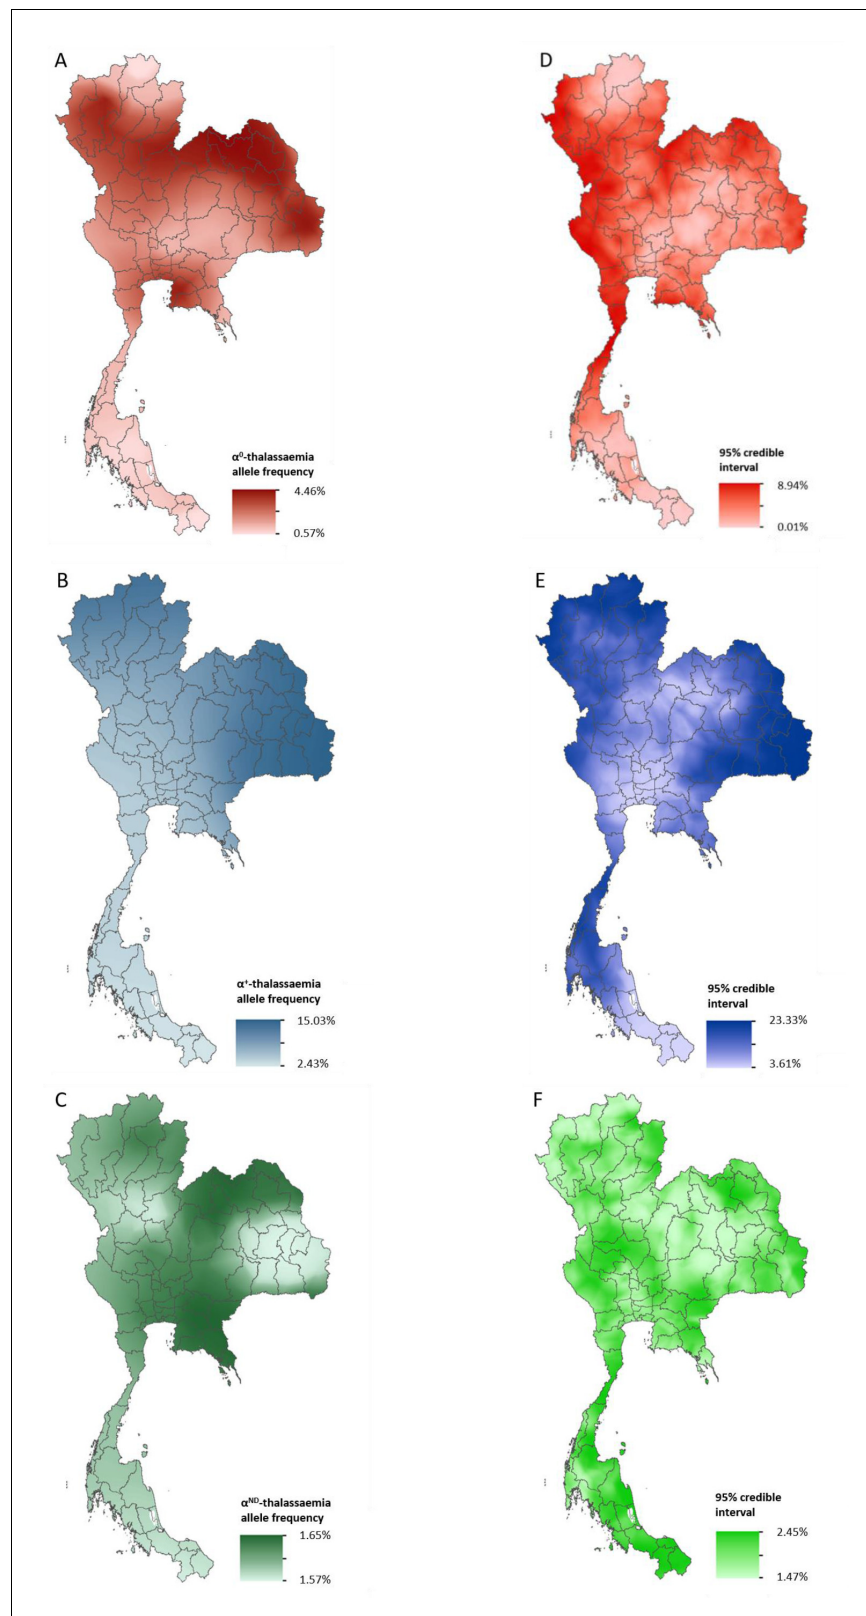 A
D
α⁰-thalassaemia
allele frequency
4.46%
0.57%
95% credible
interval
8.94%
0.01%
B
E
α⁺-thalassaemia
allele frequency
15.03%
2.43%
95% credible
interval
23.33%
3.61%
C
F
αᴺᴰ-thalassaemia
allele frequency
1.65%
1.57%
95% credible
interval
2.45%
1.47%